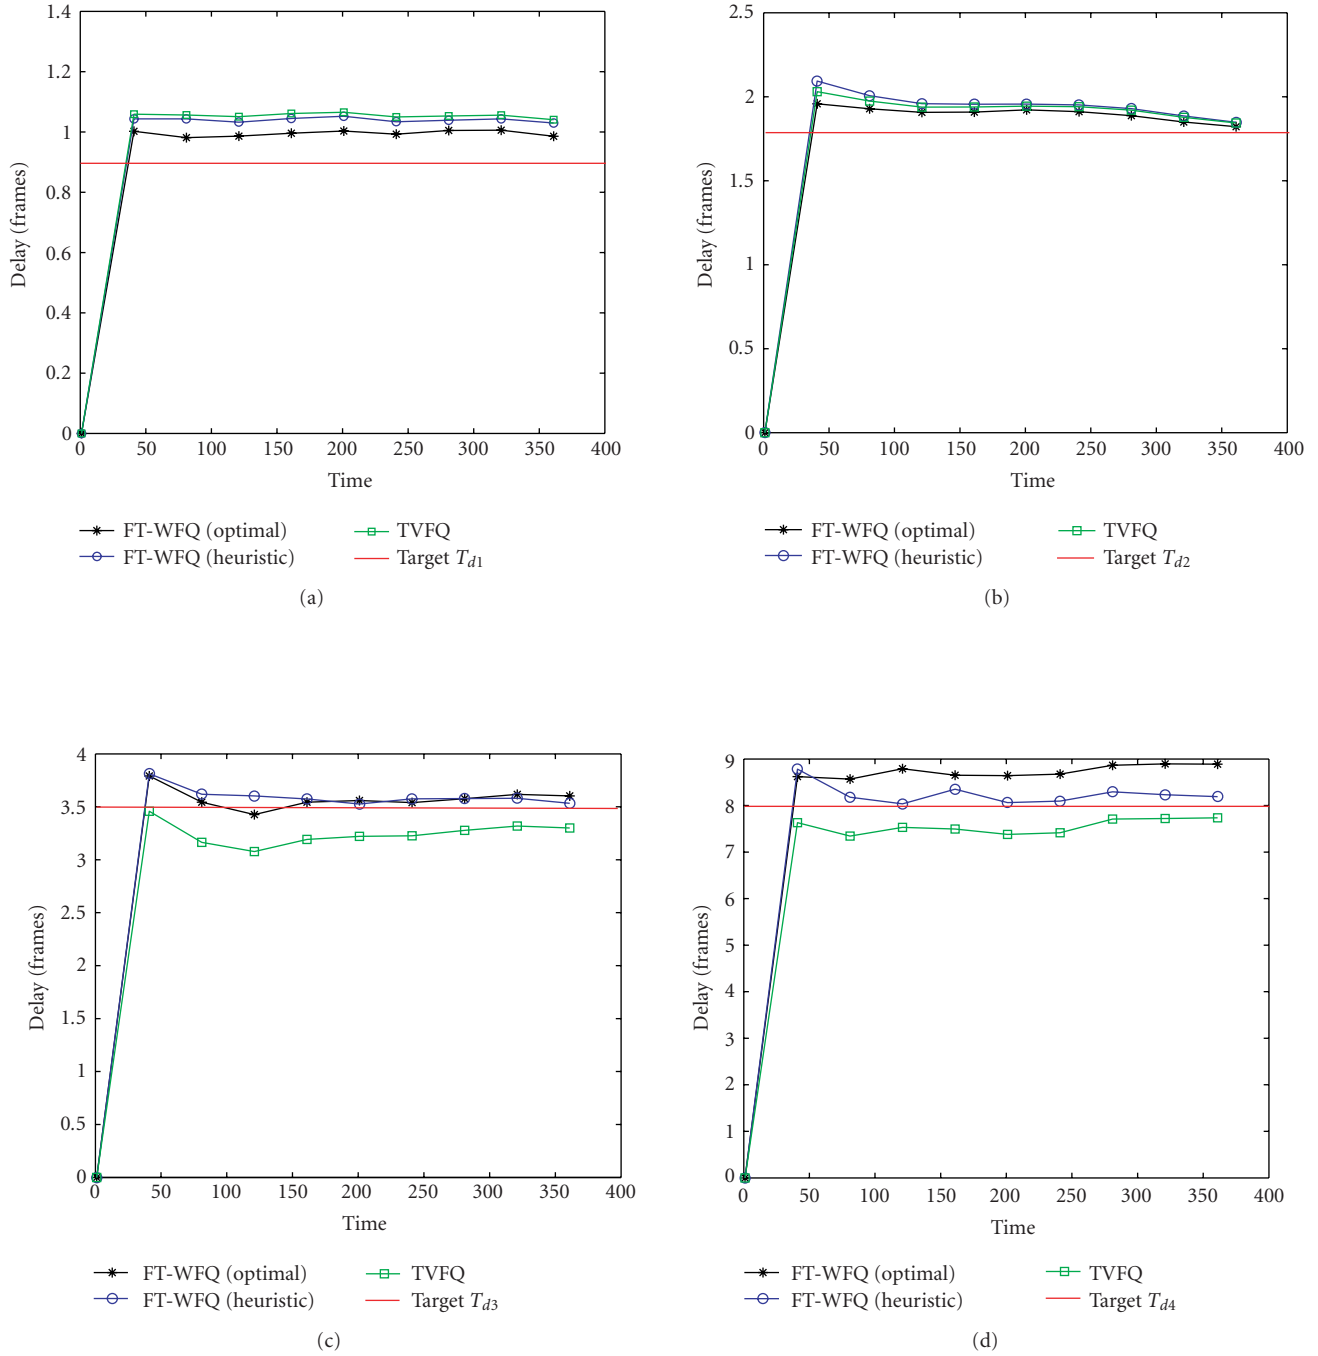 1.4
1.2
1
0.8
0.6
0.4
0.2
0
0 50 100 150 200 250 300 350 400
Delay (frames)
Time
FT-WFQ (optimal)
FT-WFQ (heuristic)
TVFQ
Target Td1
(a)
2.5
2
1.5
1
0.5
0
0 50 100 150 200 250 300 350 400
Delay (frames)
Time
FT-WFQ (optimal)
FT-WFQ (heuristic)
TVFQ
Target Td2
(b)
4
3.5
3
2.5
2
1.5
1
0.5
0
0 50 100 150 200 250 300 350 400
Delay (frames)
Time
FT-WFQ (optimal)
FT-WFQ (heuristic)
TVFQ
Target Td3
(c)
9
8
7
6
5
4
3
2
1
0
0 50 100 150 200 250 300 350 400
Delay (frames)
Time
FT-WFQ (optimal)
FT-WFQ (heuristic)
TVFQ
Target Td4
(d)